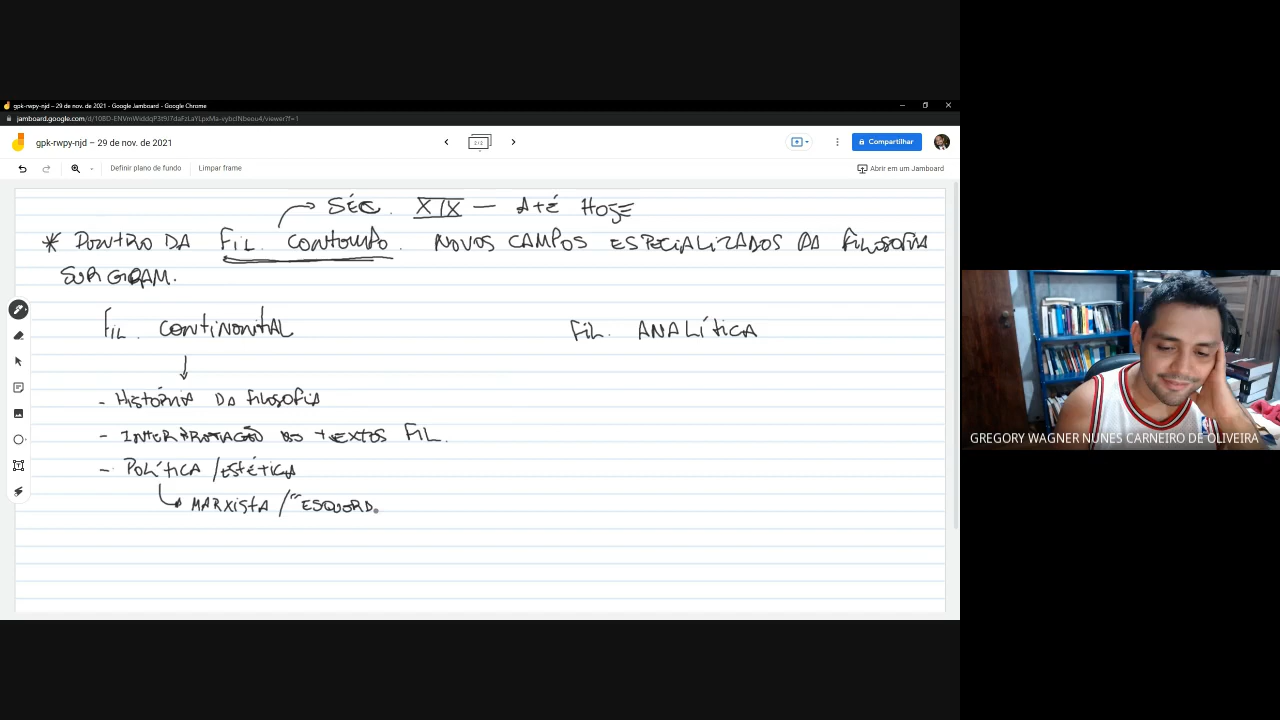 gpk-rwpy-njd – 29 de nov. de 2021 - Google Jamboard - Google Chrome
gpk-rwpy-njd – 29 de nov. de 2021
2/2
Compartilhar
Definir plano de fundo
Limpar frame
Abrir em um Jamboard
SÉC. XIX — ATÉ HOJE
* DENTRO DA FIL. CONTEMPO. NOVOS CAMPOS ESPECIALIZADOS DA FILOSOFIA
SURGIRAM.
FIL. CONTINENTAL
FIL. ANALÍTICA
- HISTÓRIA DA FILOSOFIA
- INTERPRETAÇÃO DOS TEXTOS FIL.
- POLÍTICA / ESTÉTICA
MARXISTA / "ESQUERD
GREGORY WAGNER NUNES CARNEIRO DE OLIVEIRA